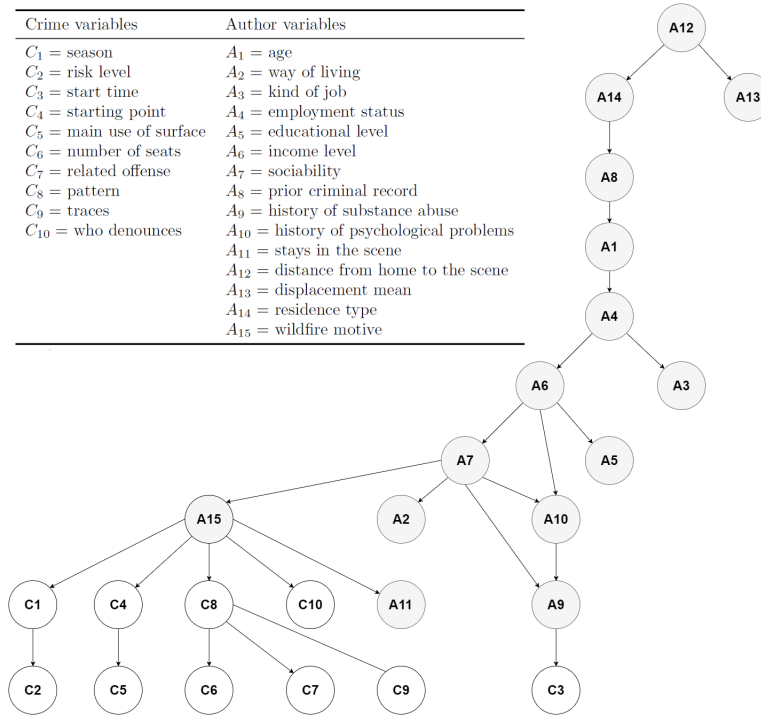 Crime variables Author variables
C₁ = season A₁ = age
C₂ = risk level A₂ = way of living
C₃ = start time A₃ = kind of job
C₄ = starting point A₄ = employment status
C₅ = main use of surface A₅ = educational level
C₆ = number of seats A₆ = income level
C₇ = related offense A₇ = sociability
C₈ = pattern A₈ = prior criminal record
C₉ = traces A₉ = history of substance abuse
C₁₀ = who denounces A₁₀ = history of psychological problems
A₁₁ = stays in the scene
A₁₂ = distance from home to the scene
A₁₃ = displacement mean
A₁₄ = residence type
A₁₅ = wildfire motive
A12
A14 A13
A8
A1
A4
A6 A3
A7 A5
A15 A2 A10
C1 C4 C8 C10 A11 A9
C2 C5 C6 C7 C9 C3